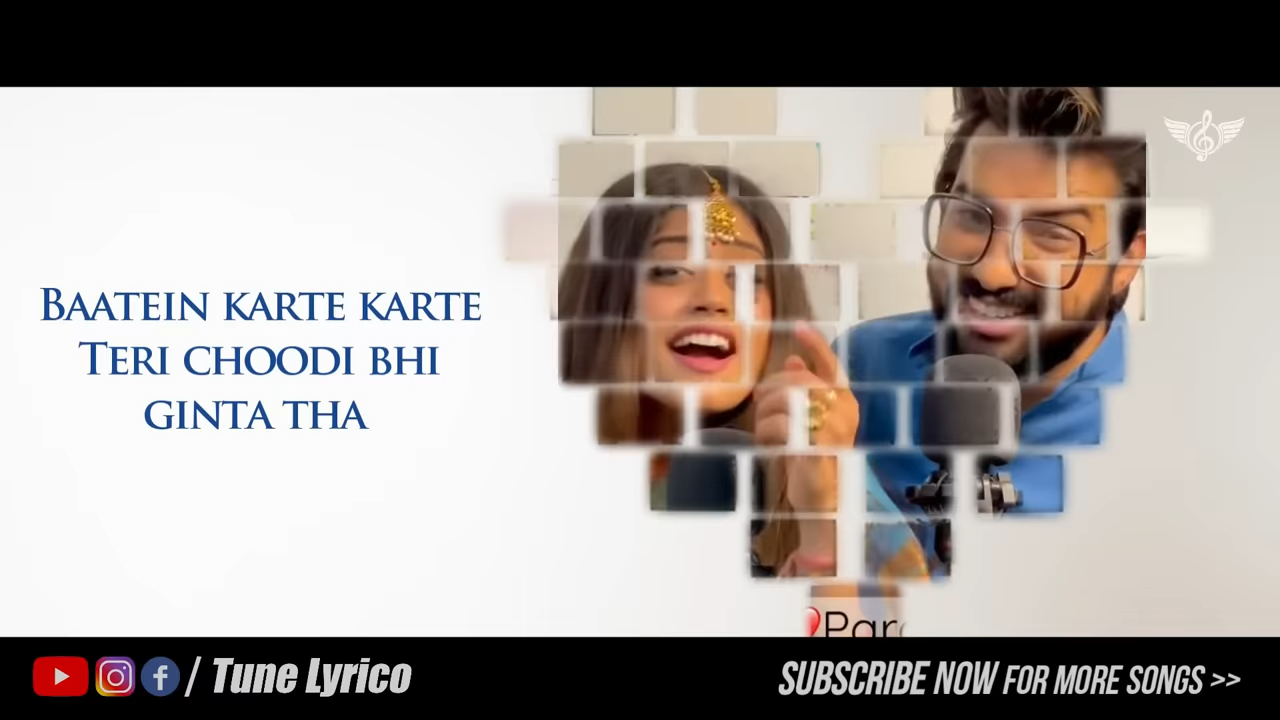 BAATEIN KARTE KARTE
TERI CHOODI BHI
GINTA THA
/ Tune Lyrico
SUBSCRIBE NOW FOR MORE SONGS >>